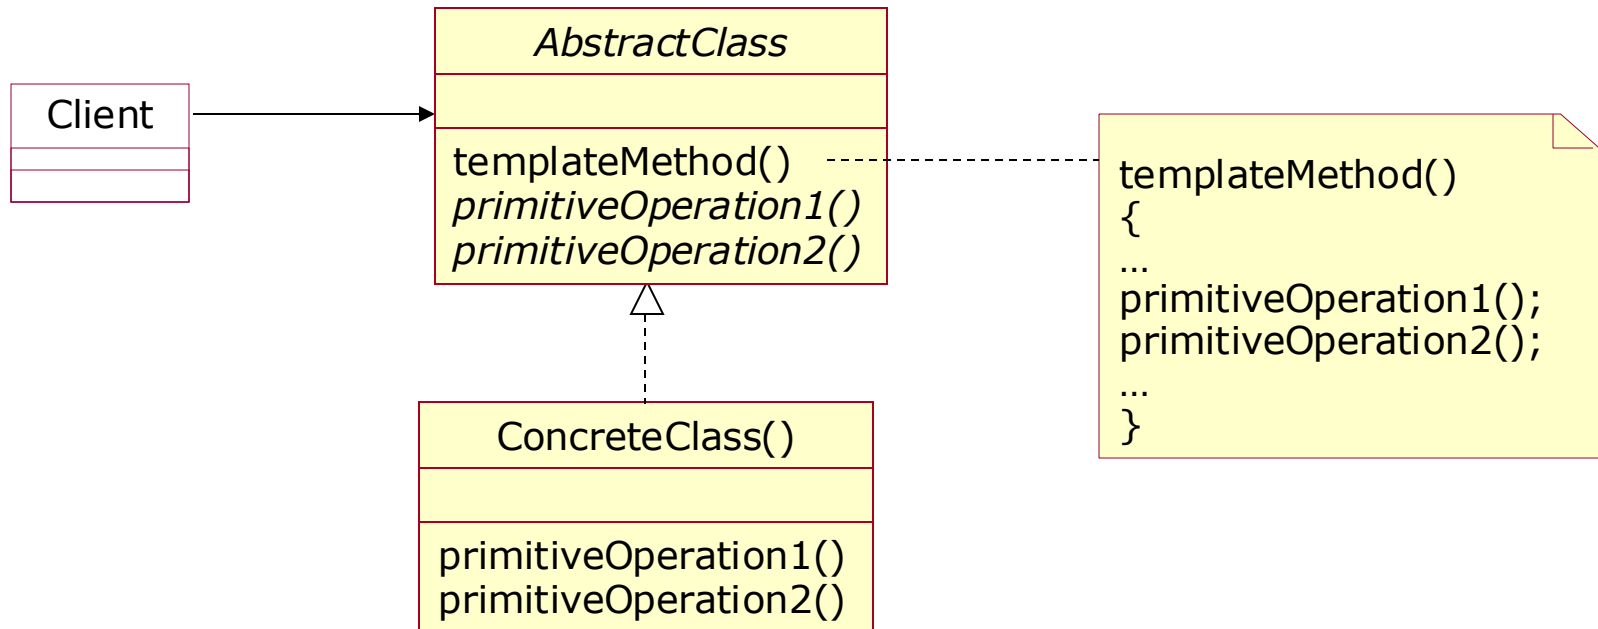 AbstractClass
Client
templateMethod()
primitiveOperation1()
primitiveOperation2()
templateMethod()
{
...
primitiveOperation1();
primitiveOperation2();
...
}
ConcreteClass()
primitiveOperation1()
primitiveOperation2()